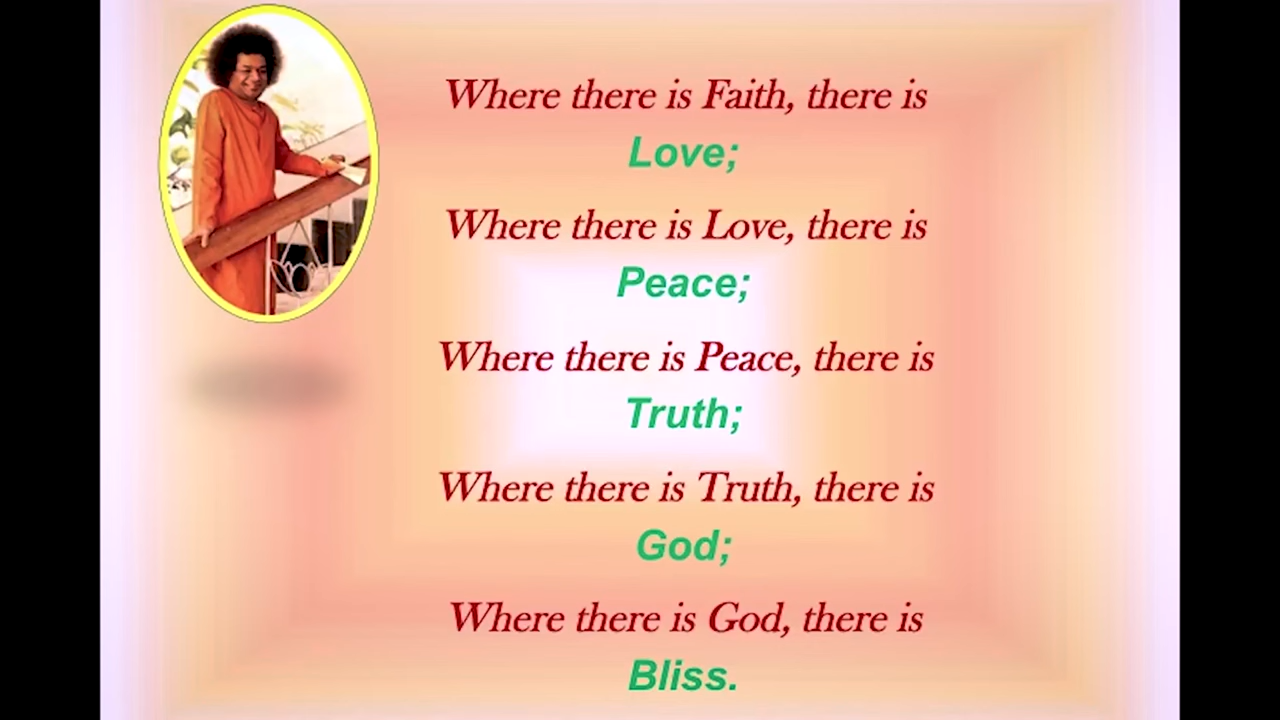 Where there is Faith, there is
Love;
Where there is Love, there is
Peace;
Where there is Peace, there is
Truth;
Where there is Truth, there is
God;
Where there is God, there is
Bliss.